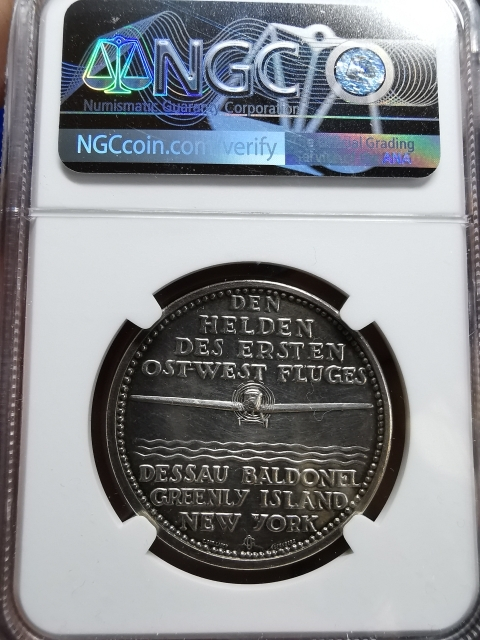 NGC
Numismatic Guaranty Corporation
NGCcoin.com/verify
Grading
DEN
HELDEN
DES ERSTEN
OST-WEST FLUGES
DESSAU BALDONEL
GREENLY ISLAND
NEW YORK